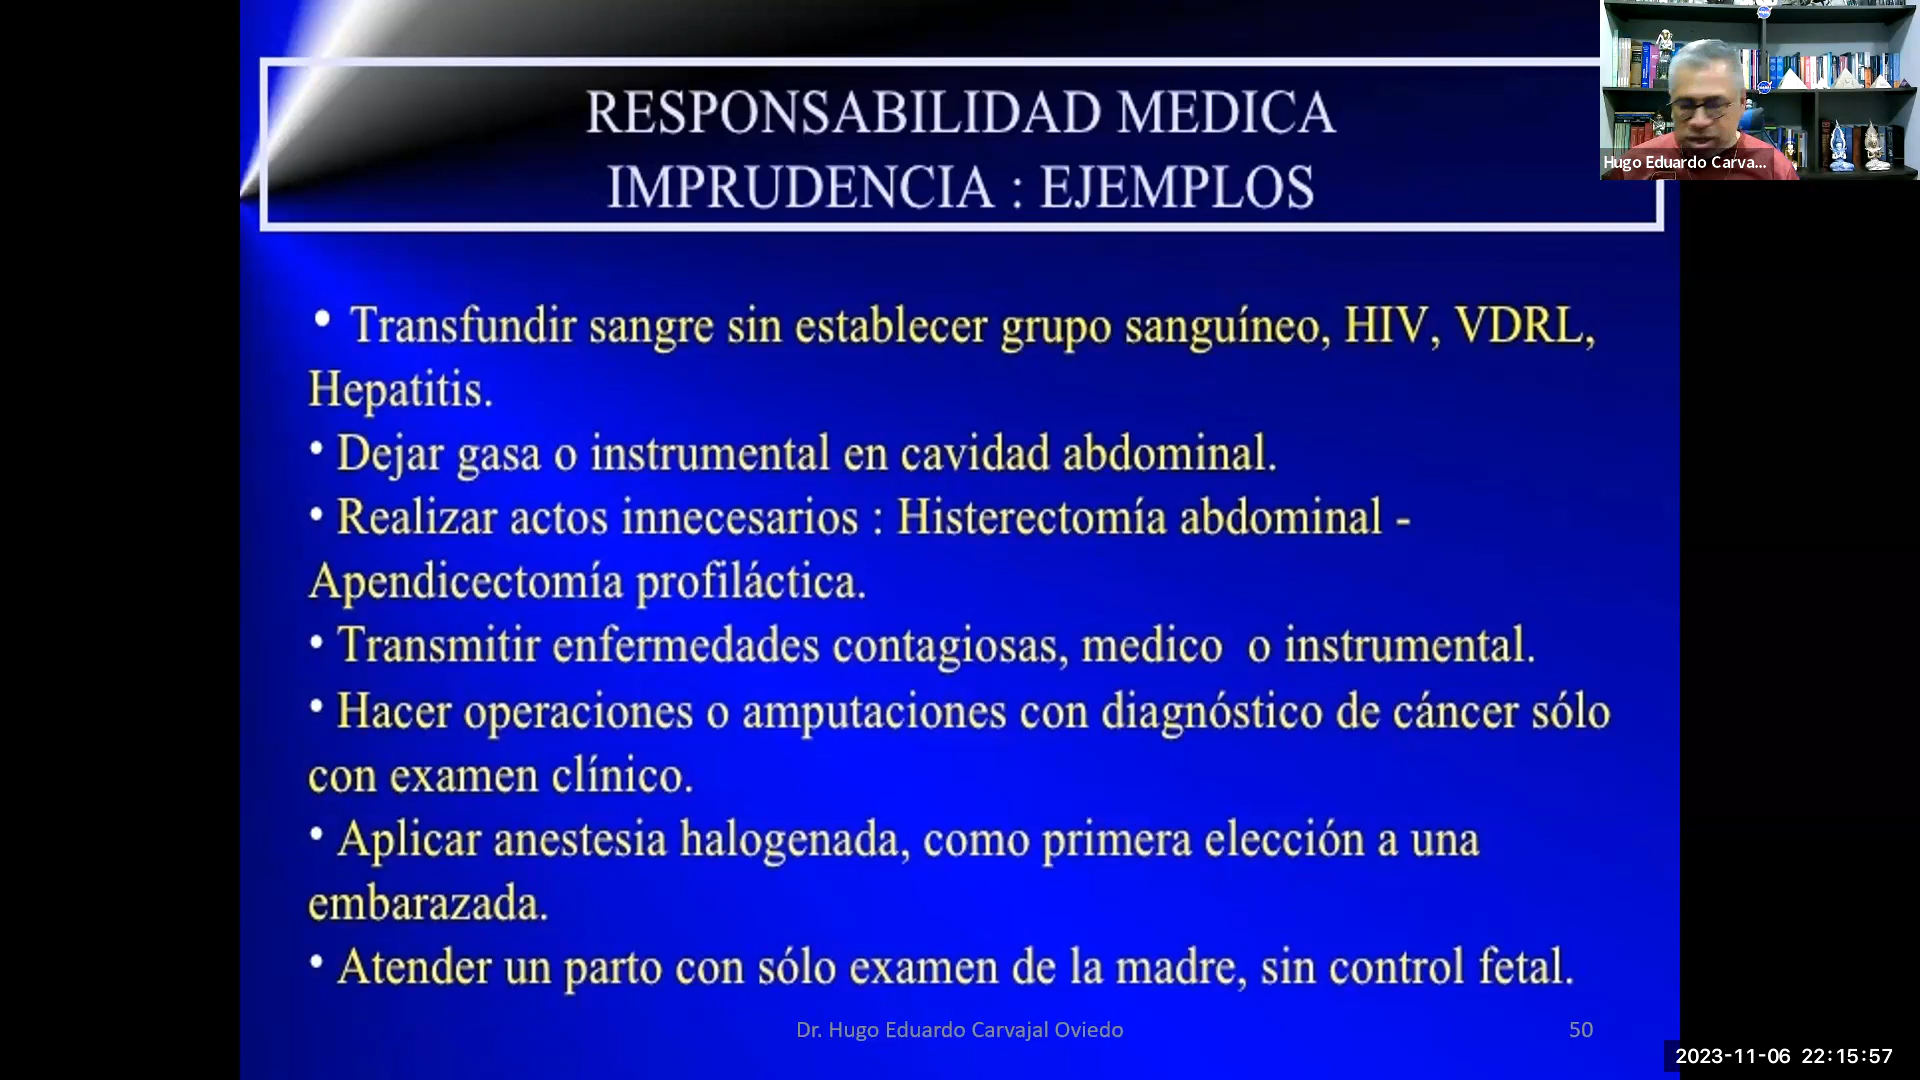 RESPONSABILIDAD MEDICA
IMPRUDENCIA : EJEMPLOS
Hugo Eduardo Carva...
• Transfundir sangre sin establecer grupo sanguíneo, HIV, VDRL,
Hepatitis.
• Dejar gasa o instrumental en cavidad abdominal.
• Realizar actos innecesarios : Histerectomía abdominal -
Apendicectomía profiláctica.
• Transmitir enfermedades contagiosas, medico o instrumental.
• Hacer operaciones o amputaciones con diagnóstico de cáncer sólo
con examen clínico.
• Aplicar anestesia halogenada, como primera elección a una
embarazada.
• Atender un parto con sólo examen de la madre, sin control fetal.
Dr. Hugo Eduardo Carvajal Oviedo
50
2023-11-06 22:15:57